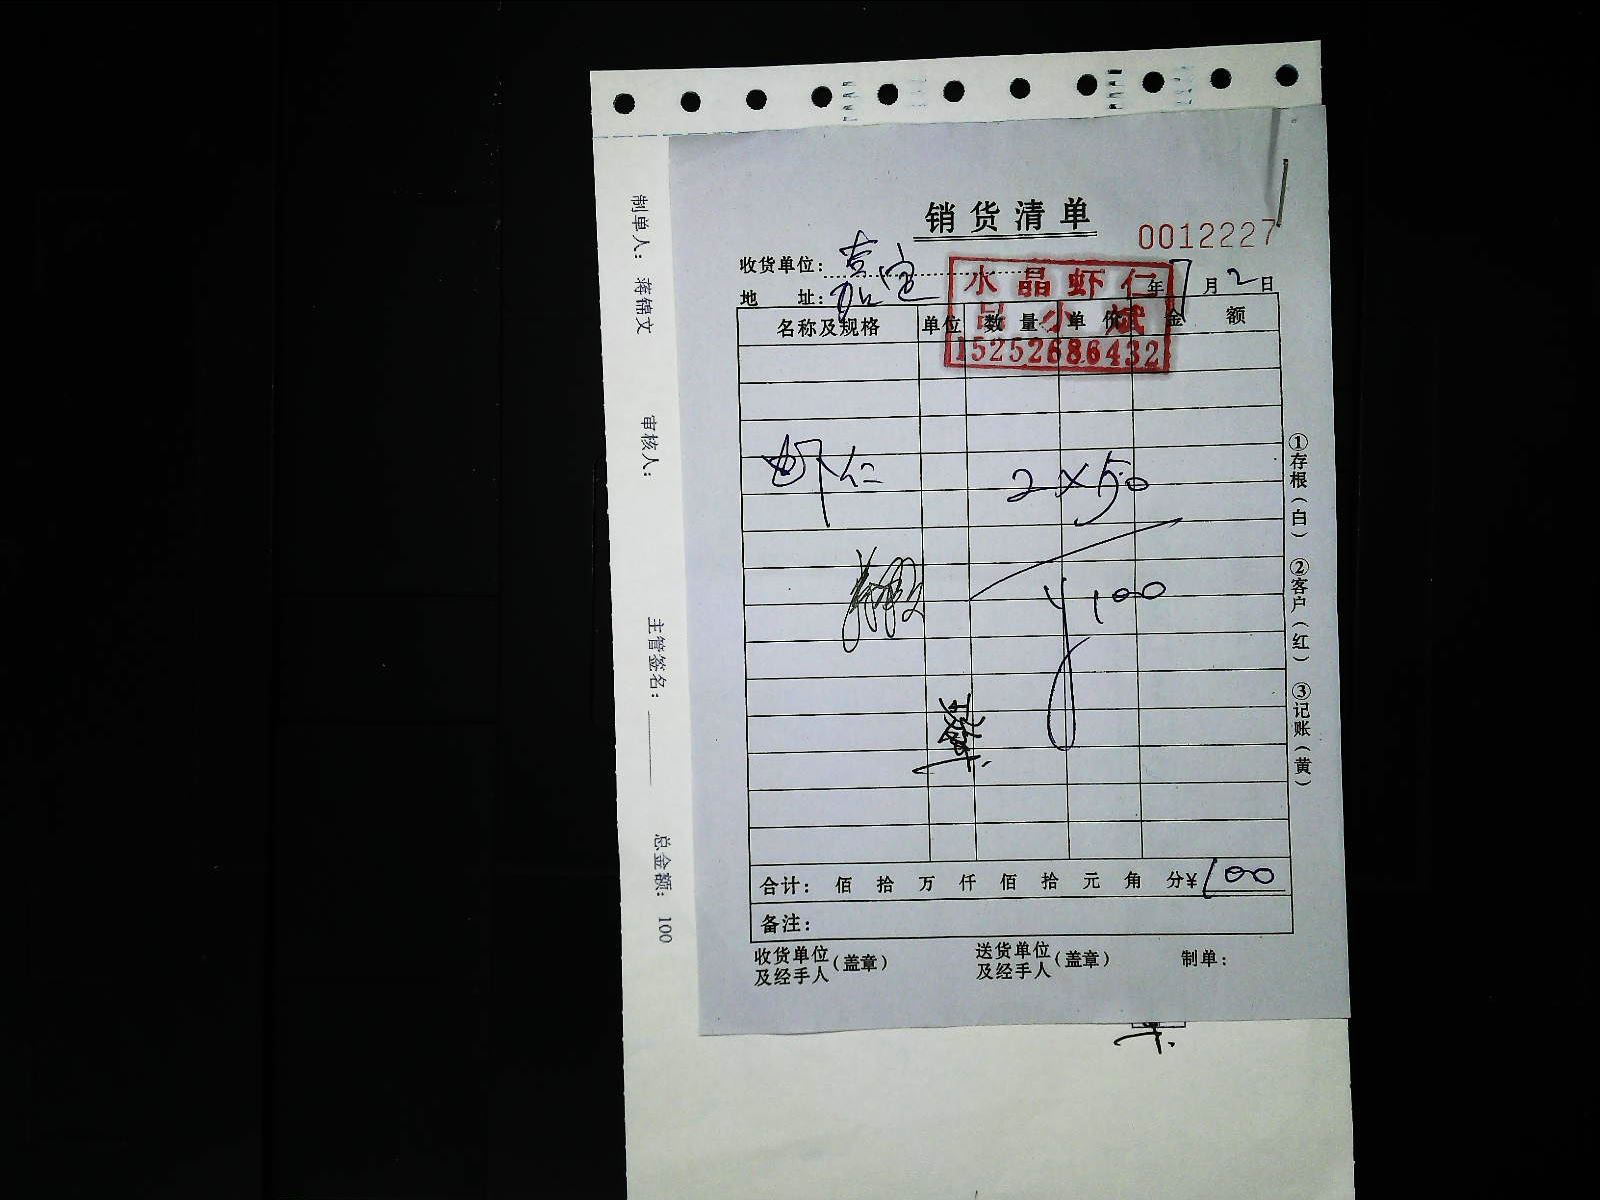 销货清单
0012227
收货单位： 嘉宝
水晶虾仁
地 址：
年 7 月 2 日
小斌
15252686432
名称及规格 单位 数量 单价 金额
虾仁 2×50
¥100
合计： 佰 拾 万 仟 佰 拾 元 角 分¥ 100
备注：
收货单位及经手人（盖章） 送货单位及经手人（盖章） 制单：
①存根（白） ②客户（红） ③记账（黄）
制单人： 蒋锦文 审核人： 主管签名： 总金额： 100